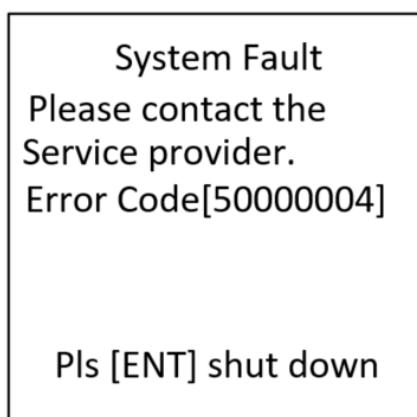 System Fault
Please contact the
Service provider.
Error Code[50000004]
Pls [ENT] shut down